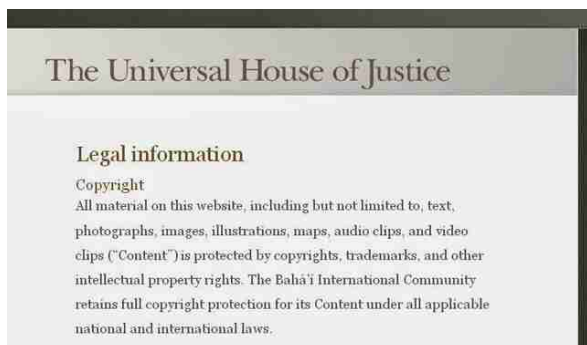 The Universal House of Justice
Legal information
Copyright
All material on this website, including but not limited to, text,
photographs, images, illustrations, maps, audio clips, and video
clips (“Content”) is protected by copyrights, trademarks, and other
intellectual property rights. The Bahá’í International Community
retains full copyright protection for its Content under all applicable
national and international laws.